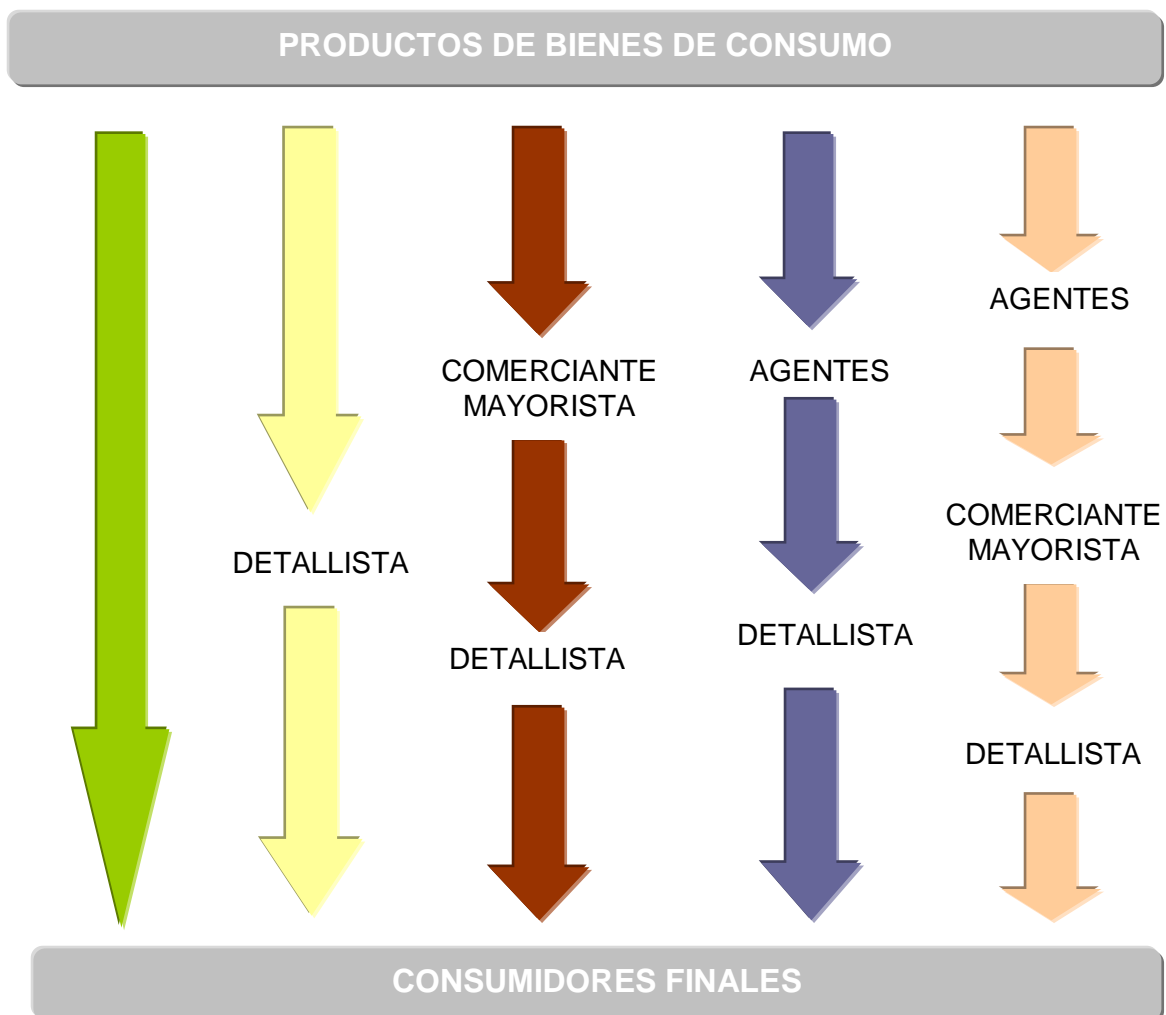 PRODUCTOS DE BIENES DE CONSUMO
DETALLISTA
COMERCIANTE
MAYORISTA
DETALLISTA
AGENTES
DETALLISTA
AGENTES
COMERCIANTE
MAYORISTA
DETALLISTA
CONSUMIDORES FINALES